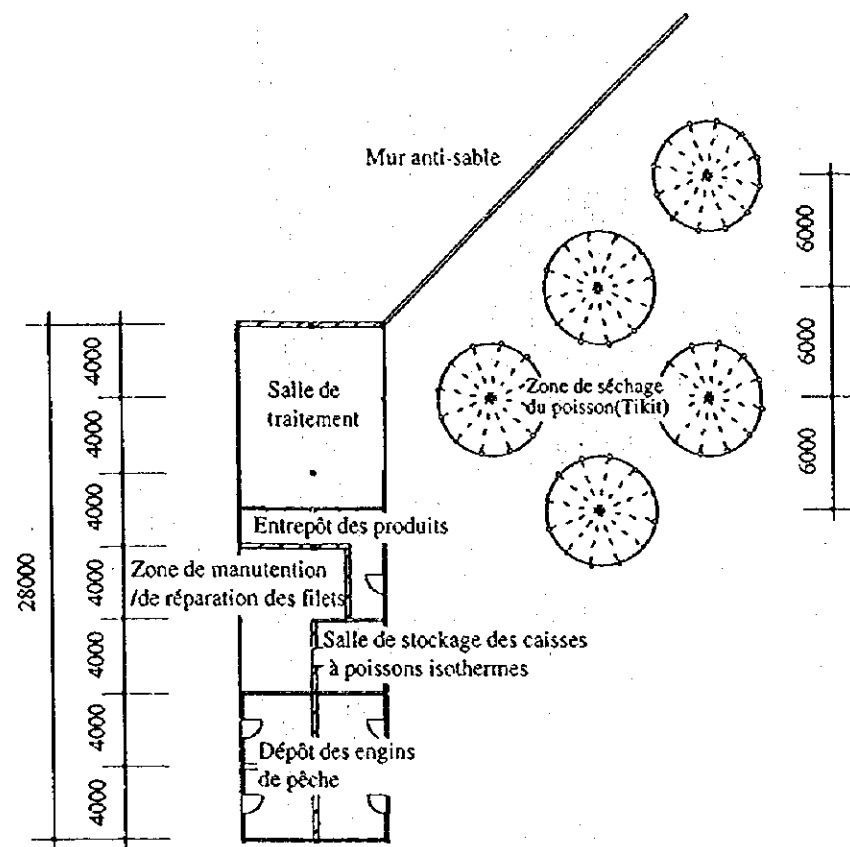 Mur anti-sable
6000
6000
6000
Zone de séchage
du poisson(Tikit)
28000
4000
4000
4000
4000
4000
4000
4000
Salle de
traitement
Entrepôt des produits
Zone de manutention
/de réparation des filets
Salle de stockage des caisses
à poissons isothermes
Dépôt des engins
de pêche